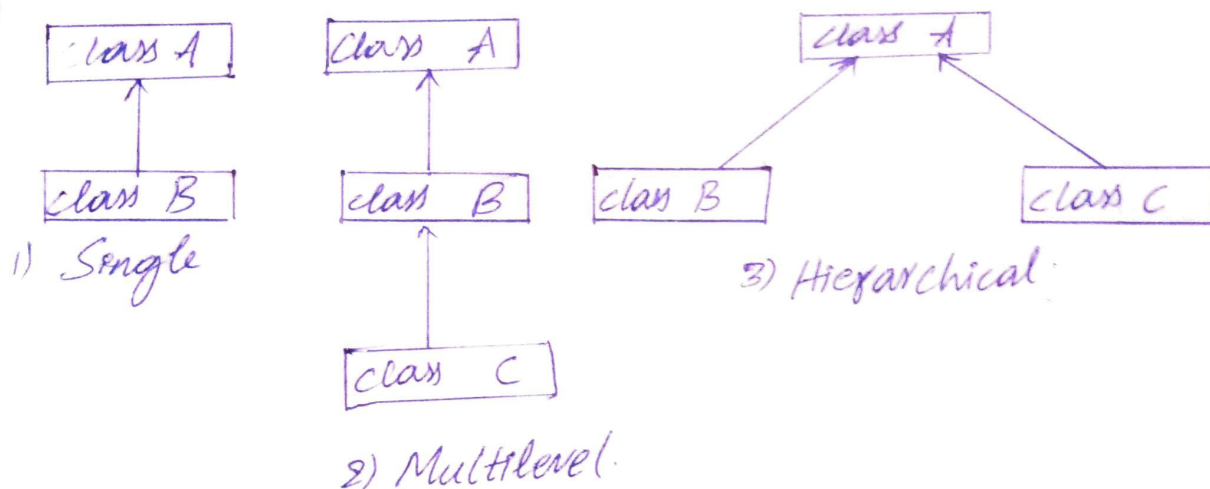 class A
class B
1) Single
class A
class B
class C
2) Multilevel.
class A
class B
class C
3) Hierarchical.